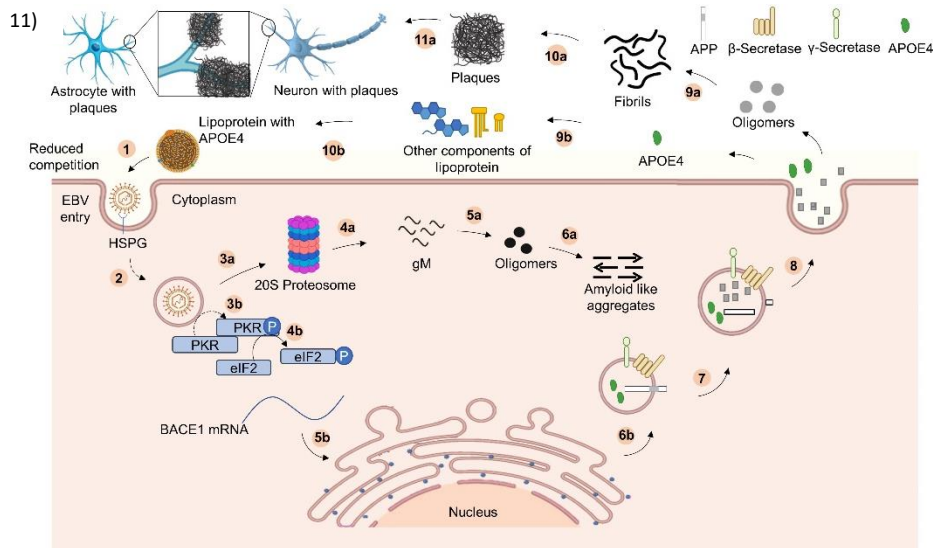 11)
APP
β-Secretase
γ-Secretase
APOE4
Astrocyte with
plaques
Neuron with plaques
11a
Plaques
10a
Fibrils
9a
Oligomers
Lipoprotein with
APOE4
10b
Other components of
lipoprotein
9b
APOE4
Reduced
competition
1
EBV
entry
Cytoplasm
HSPG
2
3a
20S Proteosome
4a
gM
5a
Oligomers
6a
Amyloid like
aggregates
8
3b
PKR
P
4b
PKR
eIF2
eIF2
P
7
BACE1 mRNA
5b
6b
Nucleus